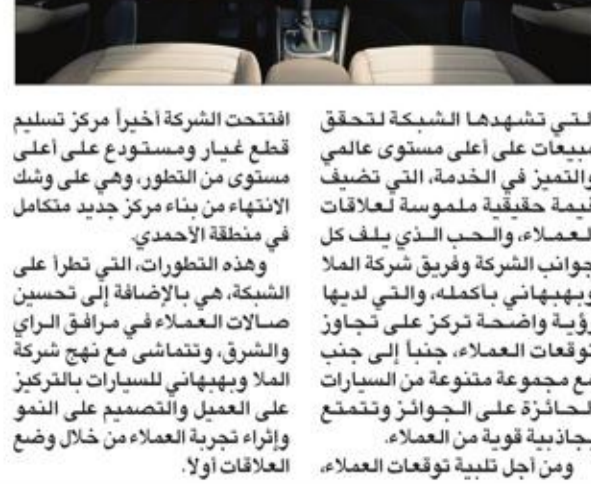 التي تشهدها الشبكة لتحقق
مبيعات على أعلى مستوى عالمي
والتميز في الخدمة، التي تضيف
قيمة حقيقية ملموسة لعلاقات
العملاء، والحب الذي يلف كل
جوانب الشركة وفريق شركة الملا
وبهبهاني بأكمله، والتي لديها
رؤية واضحة تركز على تجاوز
توقعات العملاء، جنباً إلى جنب
مع مجموعة متنوعة من السيارات
الحائزة على الجوائز وتتمتع
بجاذبية قوية من العملاء.
ومن أجل تلبية توقعات العملاء،
افتتحت الشركة أخيراً مركز تسليم
قطع غيار ومستودع على أعلى
مستوى من التطور، وهي على وشك
الانتهاء من بناء مركز جديد متكامل
في منطقة الأحمدي.
وهذه التطورات، التي تطرأ على
الشبكة، هي بالإضافة إلى تحسين
صالات العملاء في مرافق الراي
والشرق، وتتماشى مع نهج شركة
الملا وبهبهاني للسيارات بالتركيز
على العميل والتصميم على النمو
وإثراء تجربة العملاء من خلال وضع
العلاقات أولاً.